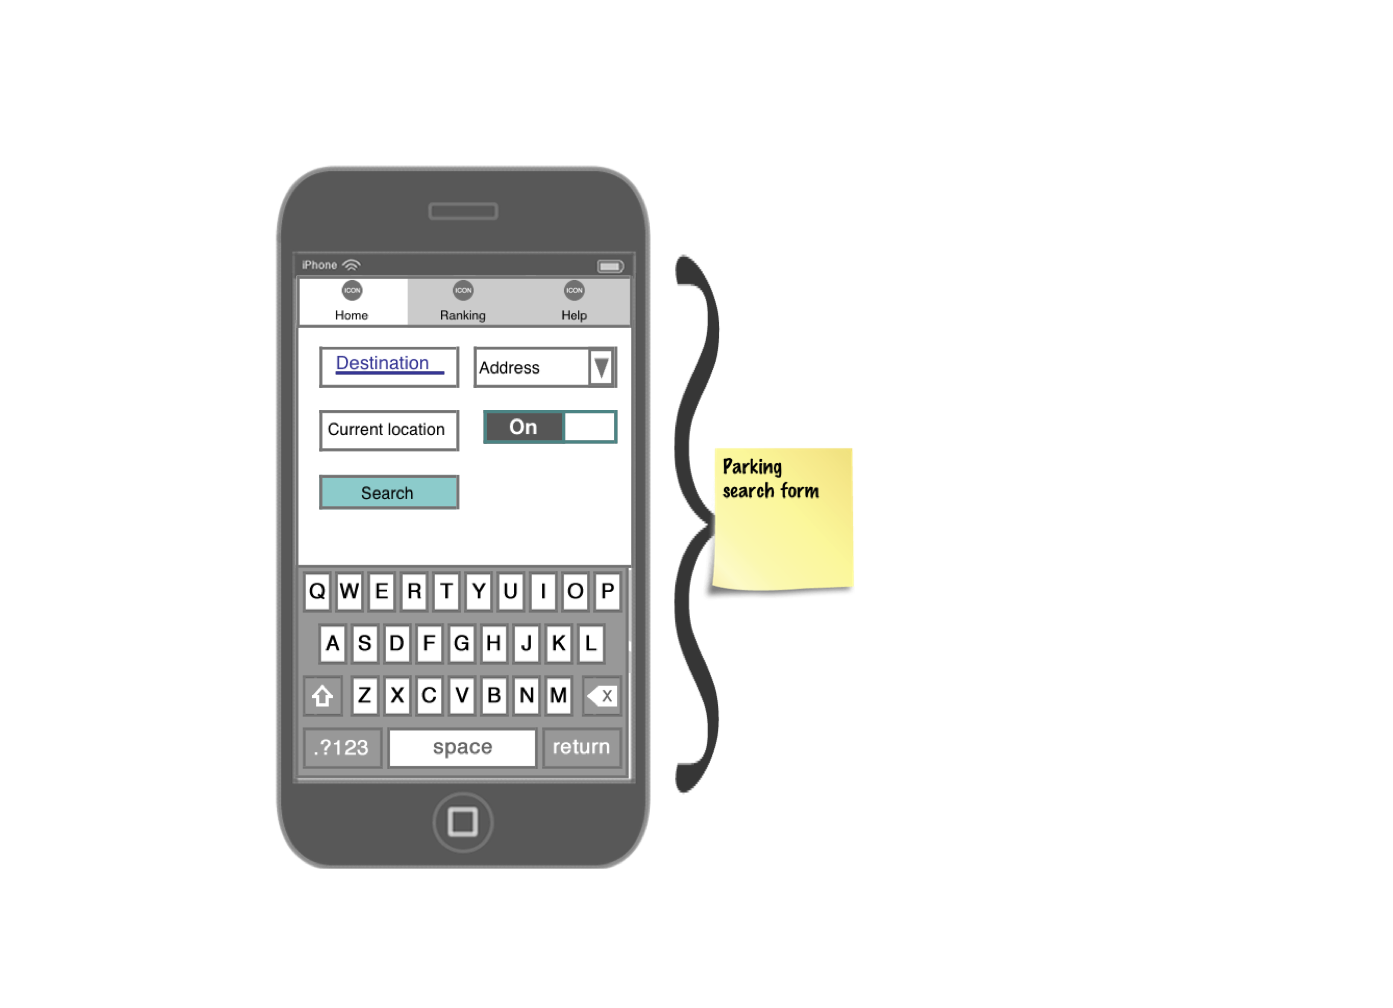 iPhone
ICON ICON ICON
Home Ranking Help
Destination Address
Current location On
Search
Parking
search form
Q W E R T Y U I O P
A S D F G H J K L
Z X C V B N M X
.?123 space return